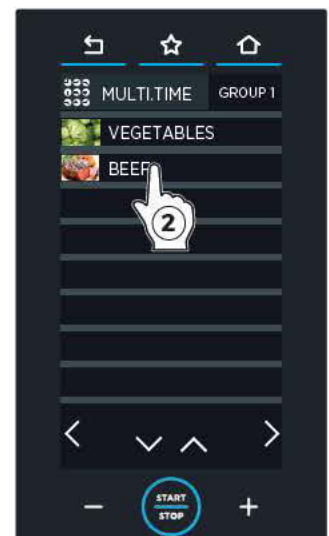 MULTI.TIME GROUP 1
VEGETABLES
BEEF
2
START
STOP